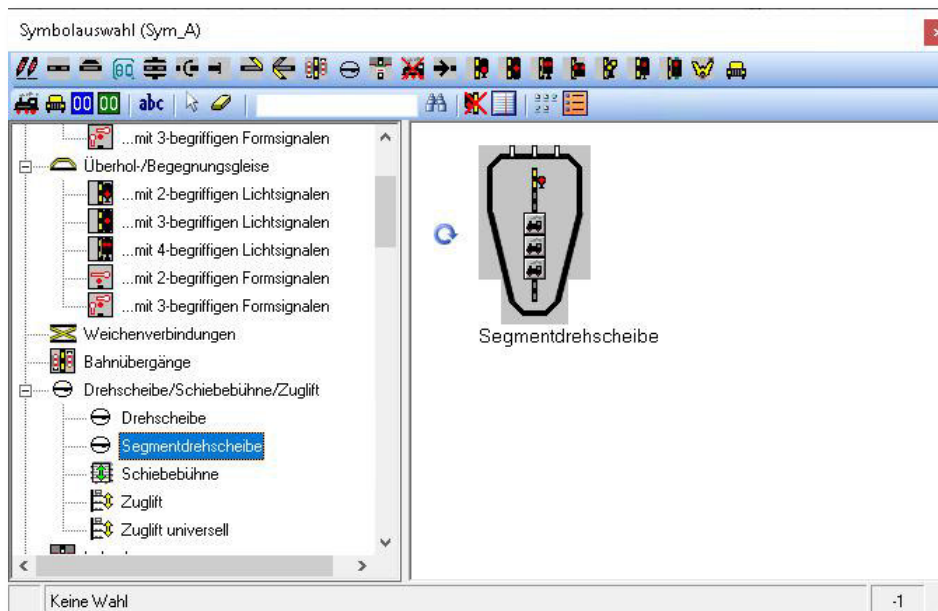 Symbolauswahl (Sym_A)
00 00 abc
...mit 3-begriffigen Formsignalen
Überhol-/Begegnungsgleise
...mit 2-begriffigen Lichtsignalen
...mit 3-begriffigen Lichtsignalen
...mit 4-begriffigen Lichtsignalen
...mit 2-begriffigen Formsignalen
...mit 3-begriffigen Formsignalen
Weichenverbindungen
Bahnübergänge
Drehscheibe/Schiebebühne/Zuglift
Drehscheibe
Segmentdrehscheibe
Schiebebühne
Zuglift
Zuglift universell
Segmentdrehscheibe
Keine Wahl
-1